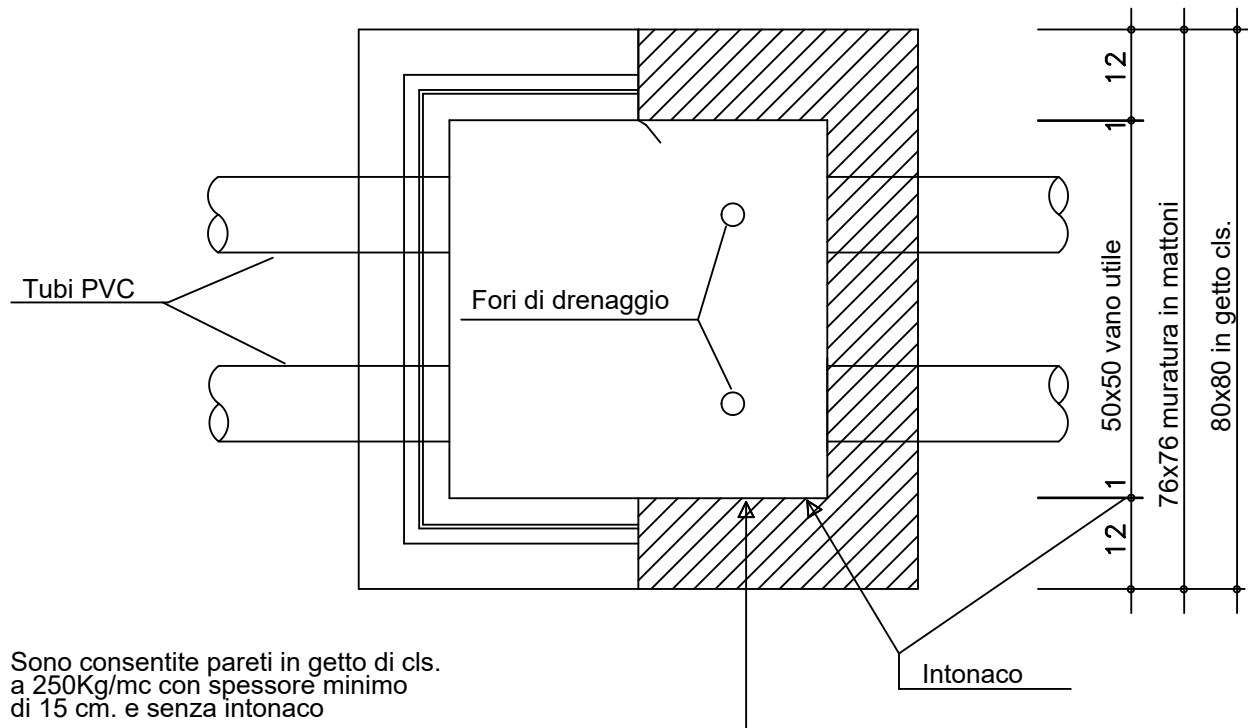 Tubi PVC
Fori di drenaggio
12
1
50x50 vano utile
1
12
76x76 muratura in mattoni
80x80 in getto cls.
Sono consentite pareti in getto di cls.
a 250Kg/mc con spessore minimo
di 15 cm. e senza intonaco
Intonaco